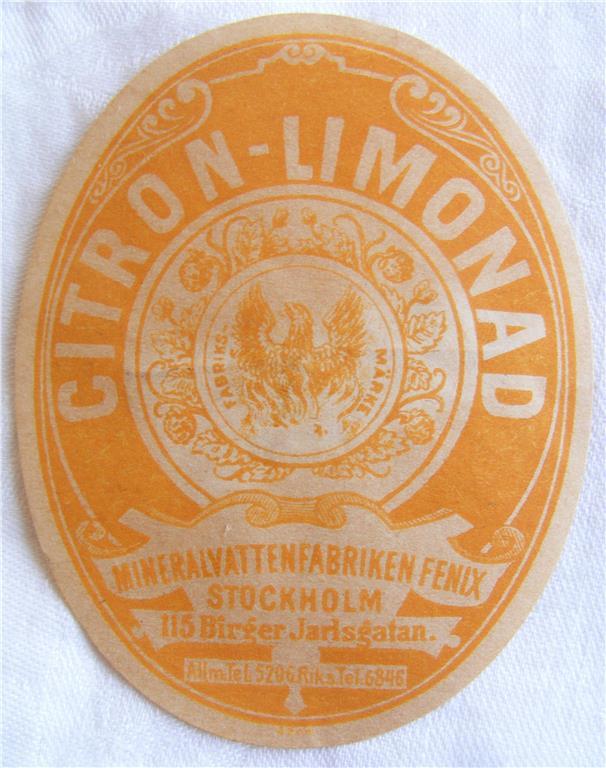 CITRON-LIMONAD
FABRIKS-
MÄRKE
MINERALVATTENFABRIKEN FENIX
STOCKHOLM
115 Birger Jarlsgatan.
Allm. Tel. 5206. Riks. Tel. 6846